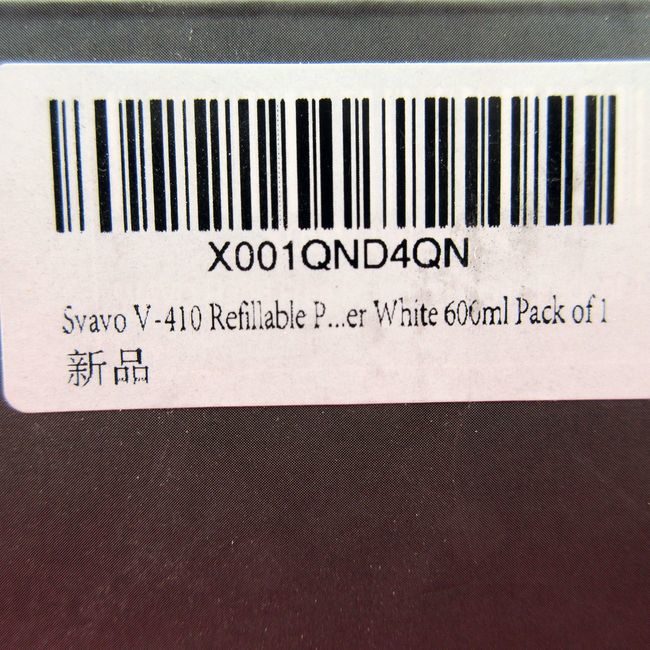 X001QND4QN
Svavo V-410 Refillable P...er White 600ml Pack of 1
新品